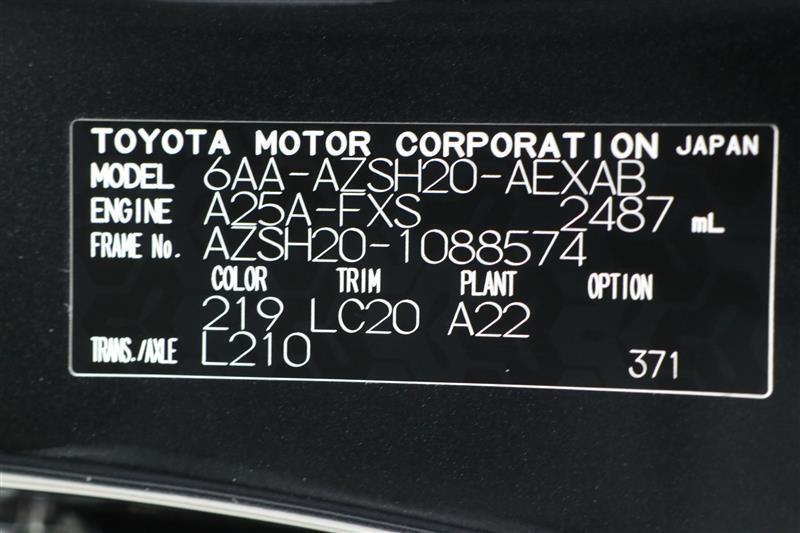 TOYOTA MOTOR CORPORATION JAPAN
MODEL 6AA-AZSH20-AEXAB
ENGINE A25A-FXS 2487 mL
FRAME No. AZSH20-1088574
COLOR TRIM PLANT OPTION
219 LC20 A22
TRANS./AXLE L210 371